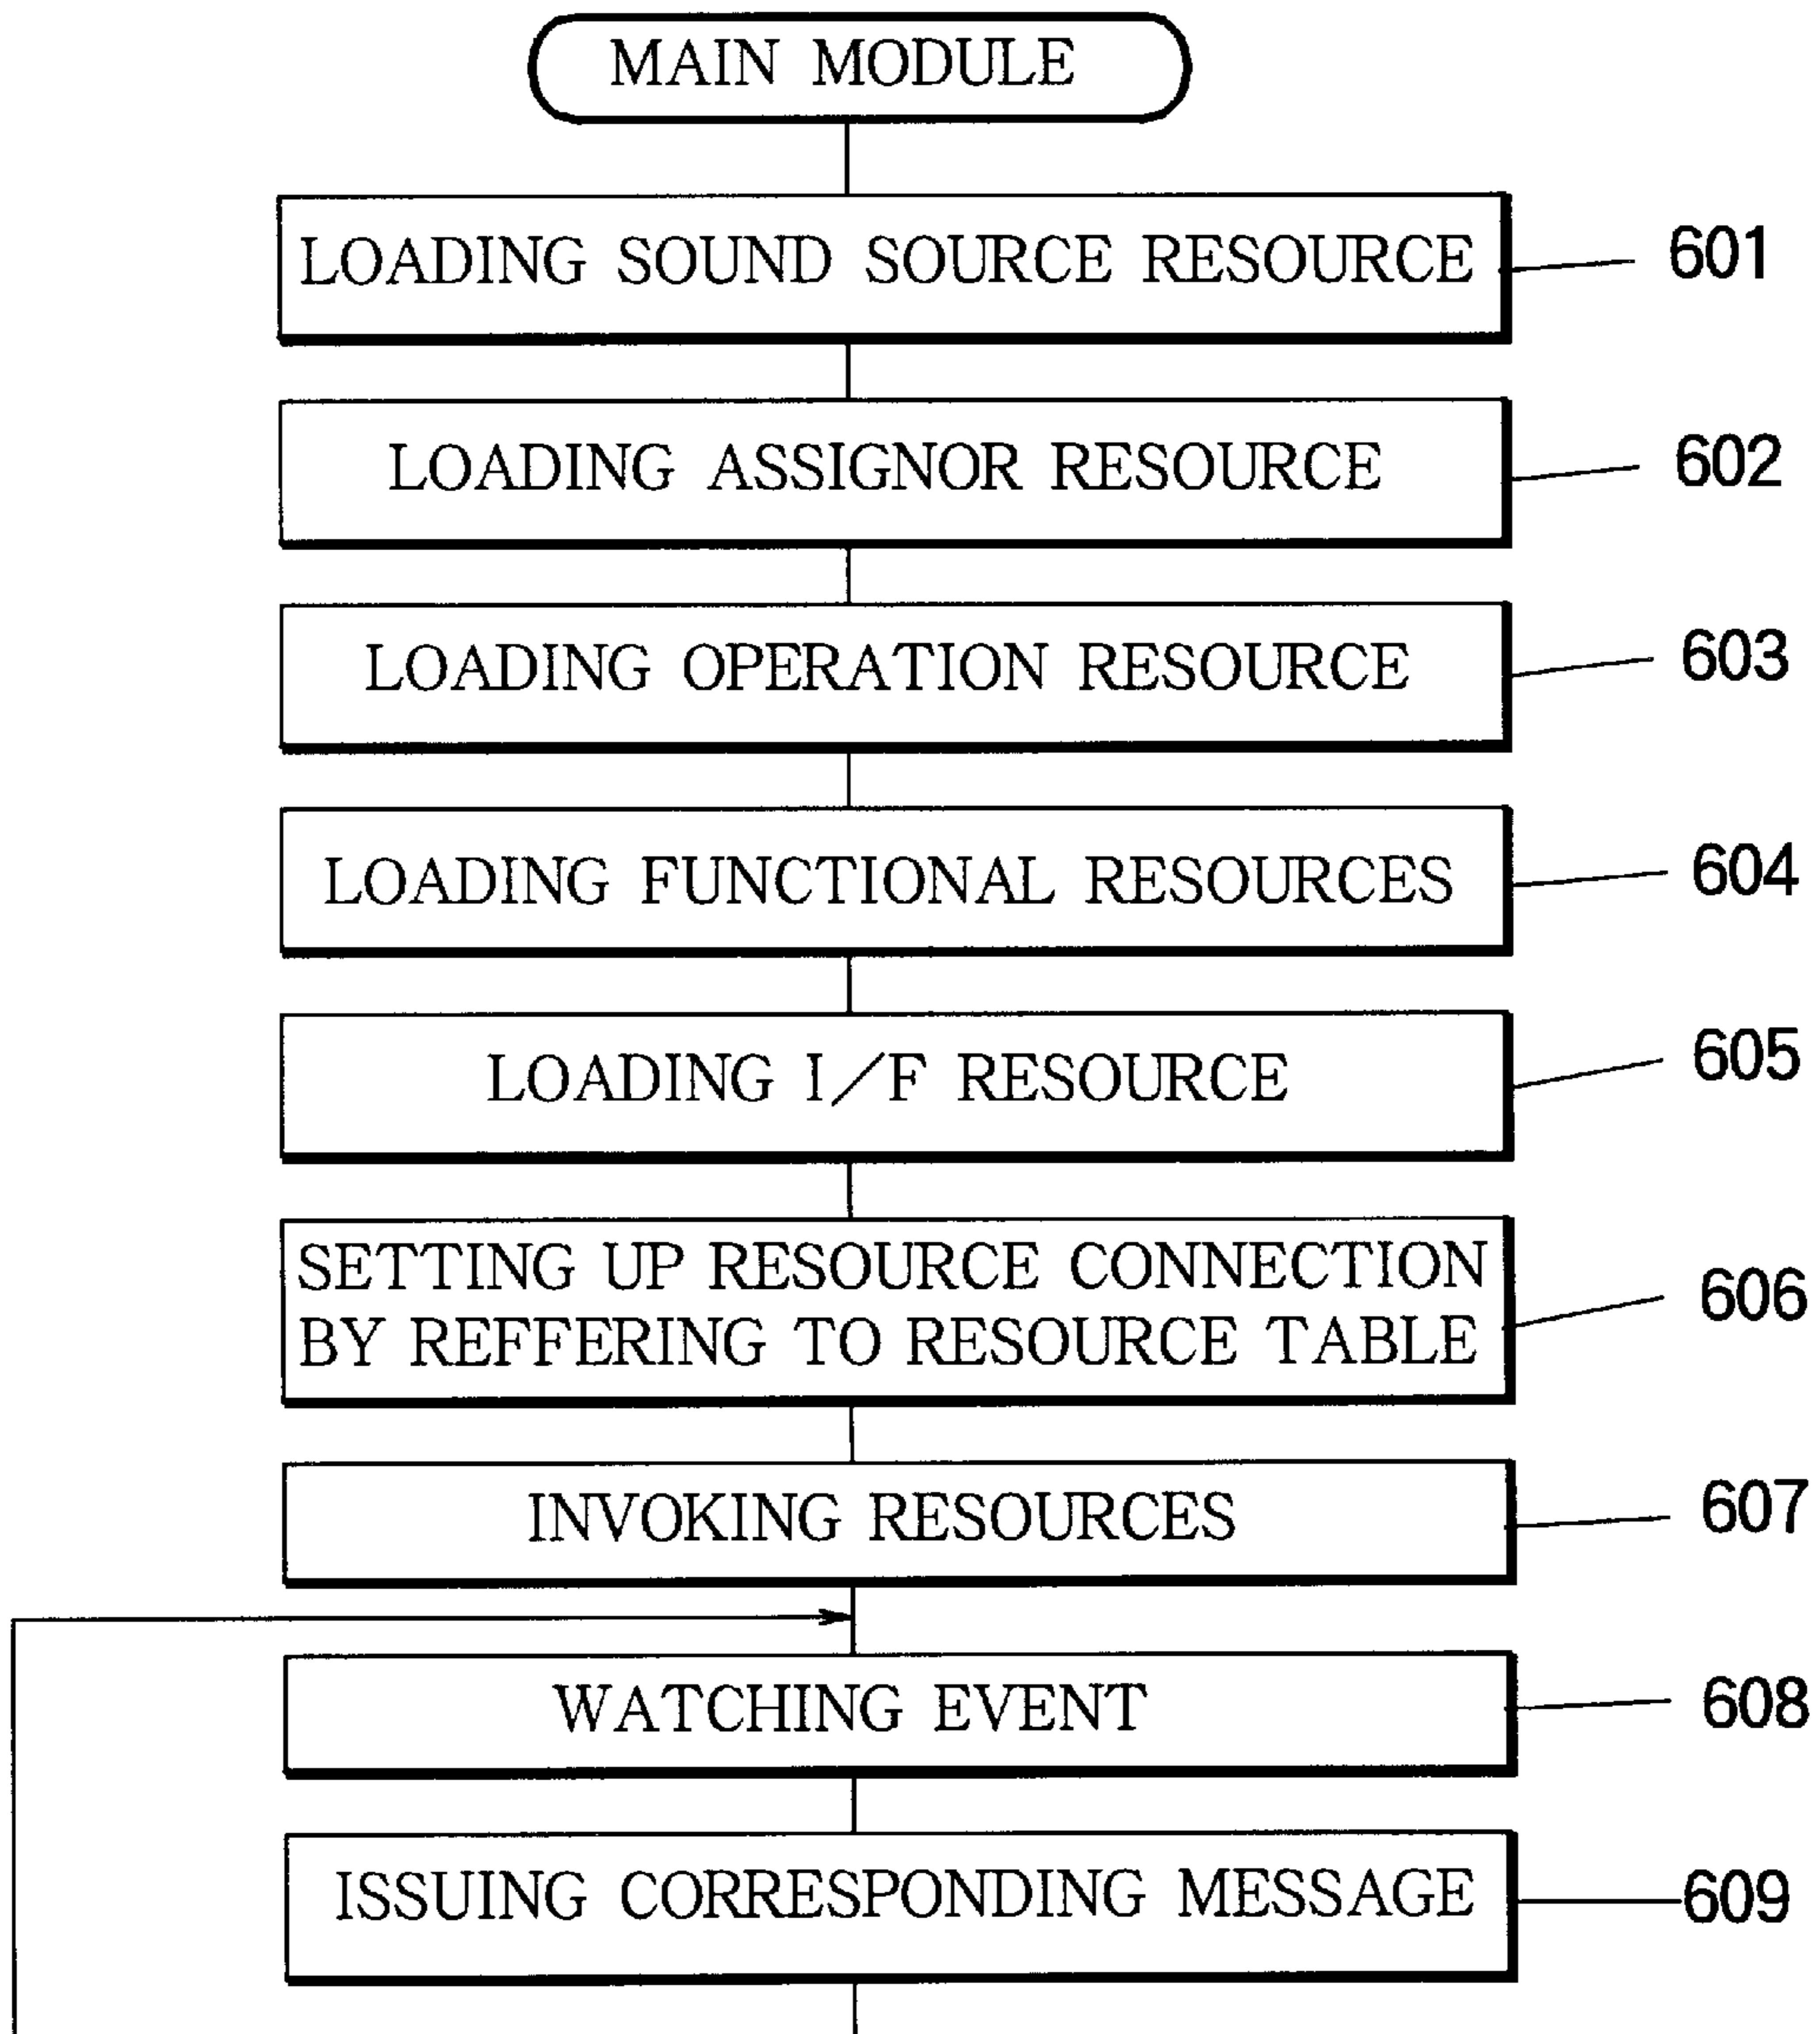 MAIN MODULE
LOADING SOUND SOURCE RESOURCE
601
LOADING ASSIGNOR RESOURCE
602
LOADING OPERATION RESOURCE
603
LOADING FUNCTIONAL RESOURCES
604
LOADING I/F RESOURCE
605
SETTING UP RESOURCE CONNECTION
BY REFFERING TO RESOURCE TABLE
606
INVOKING RESOURCES
607
WATCHING EVENT
608
ISSUING CORRESPONDING MESSAGE
609